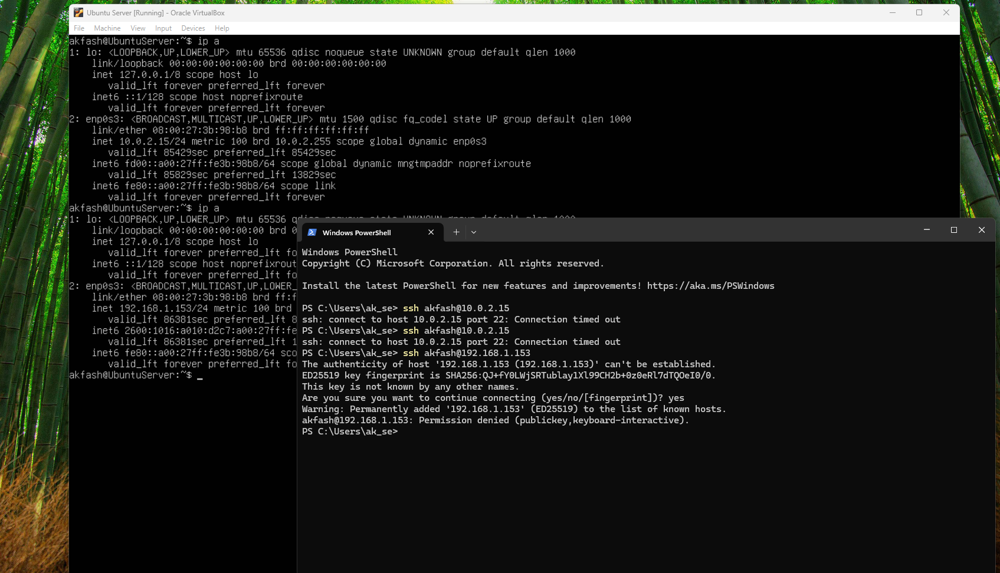 Ubuntu Server [Running] - Oracle VirtualBox
File Machine View Input Devices Help
akfash@UbuntuServer:~$ ip a
1: lo: <LOOPBACK,UP,LOWER_UP> mtu 65536 qdisc noqueue state UNKNOWN group default qlen 1000
link/loopback 00:00:00:00:00:00 brd 00:00:00:00:00:00
inet 127.0.0.1/8 scope host lo
valid_lft forever preferred_lft forever
inet6 ::1/128 scope host noprefixroute
valid_lft forever preferred_lft forever
2: enp0s3: <BROADCAST,MULTICAST,UP,LOWER_UP> mtu 1500 qdisc fq_codel state UP group default qlen 1000
link/ether 08:00:27:3b:98:b8 brd ff:ff:ff:ff:ff:ff
inet 10.0.2.15/24 metric 100 brd 10.0.2.255 scope global dynamic enp0s3
valid_lft 85429sec preferred_lft 85429sec
inet6 fd00::a00:27ff:fe3b:98b8/64 scope global dynamic mngtmpaddr noprefixroute
valid_lft 85829sec preferred_lft 13829sec
inet6 fe80::a00:27ff:fe3b:98b8/64 scope link
valid_lft forever preferred_lft forever
akfash@UbuntuServer:~$ ip a
1: lo: <LOOPBACK,UP,LOWER_UP> mtu 65536 qdisc noqueue state UNKNOWN group default qlen 1000
link/loopback 00:00:00:00:00:00 brd 0
inet 127.0.0.1/8 scope host lo
valid_lft forever preferred_lft fo
inet6 ::1/128 scope host noprefixrout
valid_lft forever preferred_lft fo
2: enp0s3: <BROADCAST,MULTICAST,UP,LOWER_
link/ether 08:00:27:3b:98:b8 brd ff:f
inet 192.168.1.153/24 metric 100 brd
valid_lft 86381sec preferred_lft 8
inet6 2600:1016:a010:d2c7:a00:27ff:fe
valid_lft 86381sec preferred_lft 1
inet6 fe80::a00:27ff:fe3b:98b8/64 sco
valid_lft forever preferred_lft fo
akfash@UbuntuServer:~$ _
Windows PowerShell
Windows PowerShell
Copyright (C) Microsoft Corporation. All rights reserved.
Install the latest PowerShell for new features and improvements! https://aka.ms/PSWindows
PS C:\Users\ak_se> ssh akfash@10.0.2.15
ssh: connect to host 10.0.2.15 port 22: Connection timed out
PS C:\Users\ak_se> ssh akfash@10.0.2.15
ssh: connect to host 10.0.2.15 port 22: Connection timed out
PS C:\Users\ak_se> ssh akfash@192.168.1.153
The authenticity of host '192.168.1.153 (192.168.1.153)' can't be established.
ED25519 key fingerprint is SHA256:QJ+fY0LWjSRTublay1Xl99CH2b+0z0eRl7dTQOeI0/0.
This key is not known by any other names.
Are you sure you want to continue connecting (yes/no/[fingerprint])? yes
Warning: Permanently added '192.168.1.153' (ED25519) to the list of known hosts.
akfash@192.168.1.153: Permission denied (publickey,keyboard-interactive).
PS C:\Users\ak_se>